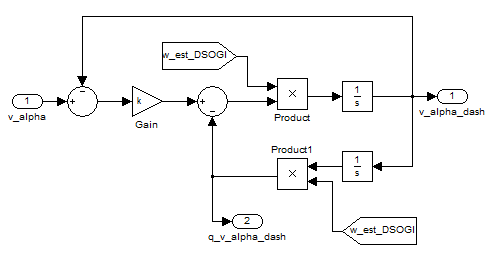 w_est_DSOGI
1
v_alpha
−
+
k
Gain
+
−
×
Product
1
s
1
v_alpha_dash
Product1
×
1
s
2
q_v_alpha_dash
w_est_DSOGI